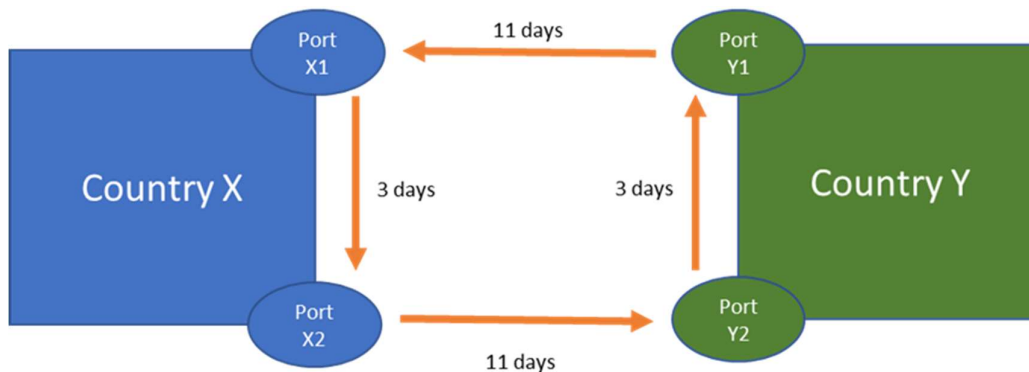 11 days
Port
X1
Port
Y1
Country X
3 days
3 days
Country Y
Port
X2
Port
Y2
11 days